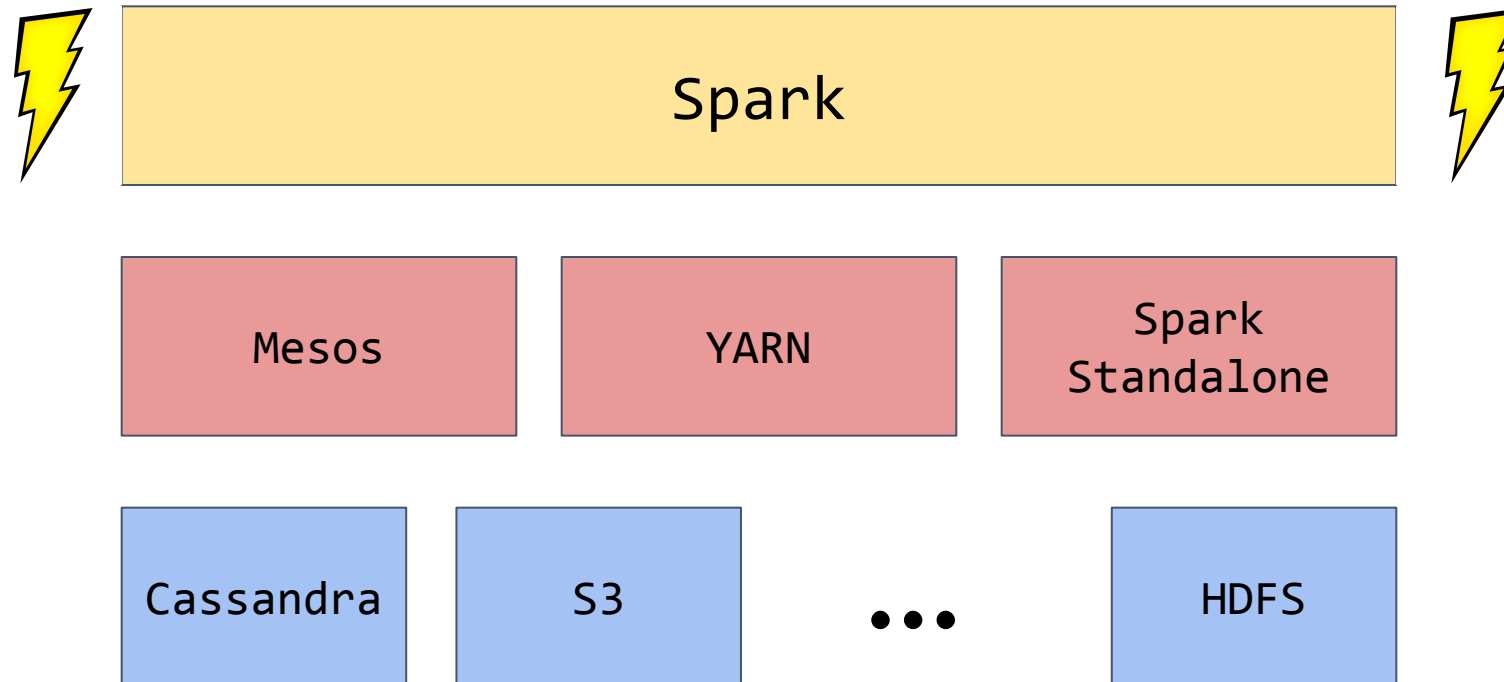 Spark
Mesos
YARN
Spark
Standalone
Cassandra
S3
...
HDFS